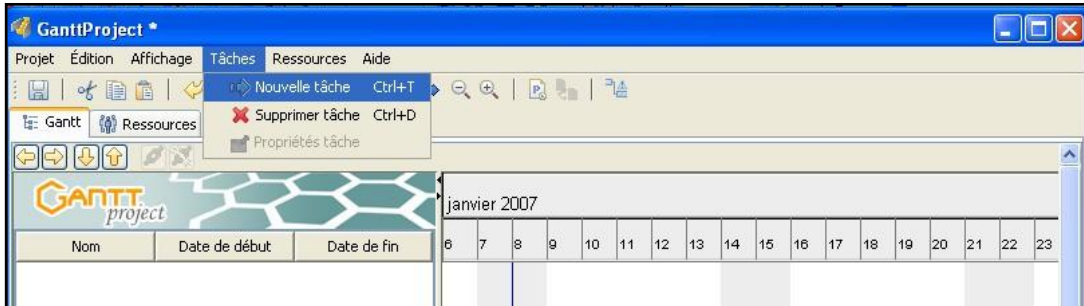 GanttProject *
Projet Édition Affichage Tâches Ressources Aide
Nouvelle tâche Ctrl+T
Supprimer tâche Ctrl+D
Propriétés tâche
Gantt Ressources
GANTT
project
janvier 2007
Nom Date de début Date de fin 6 7 8 9 10 11 12 13 14 15 16 17 18 19 20 21 22 23